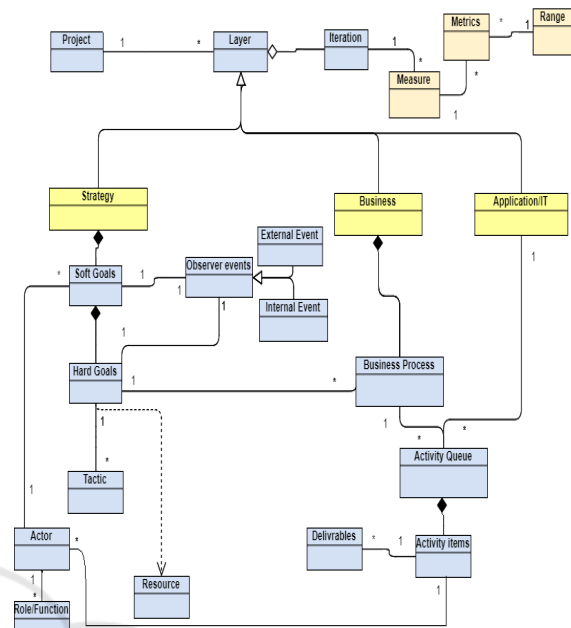 Project
1
*
Layer
Iteration
1
*
Measure
1
*
Metrics
*
1
Range
Strategy
Business
Application/IT
*
Soft Goals
1
1
Observer events
External Event
Internal Event
1
1
Hard Goals
1
*
Business Process
1
1
*
*
1
Activity Queue
1
*
Tactic
1
Actor
*
1
*
Role/Function
Resource
Delivrables
*
1
Activity items
1